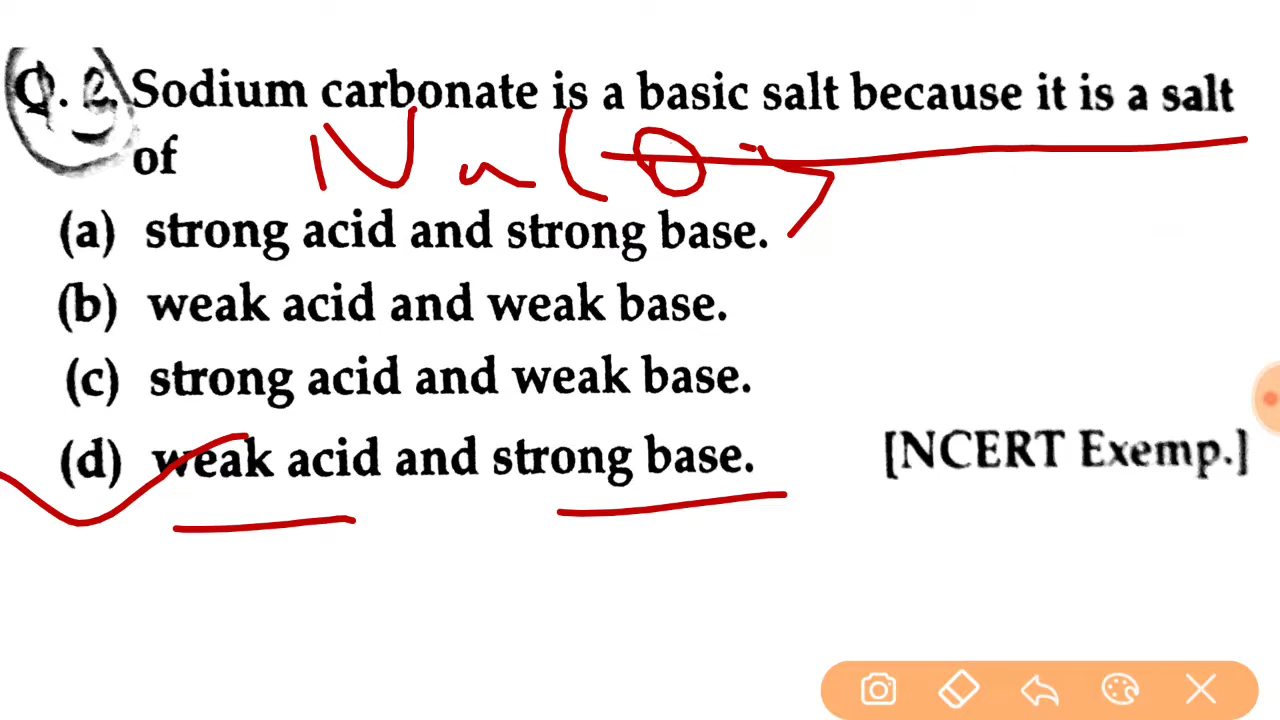 Q. 2. Sodium carbonate is a basic salt because it is a salt
of
NaCO
(a) strong acid and strong base.
(b) weak acid and weak base.
(c) strong acid and weak base.
(d) weak acid and strong base.
[NCERT Exemp.]